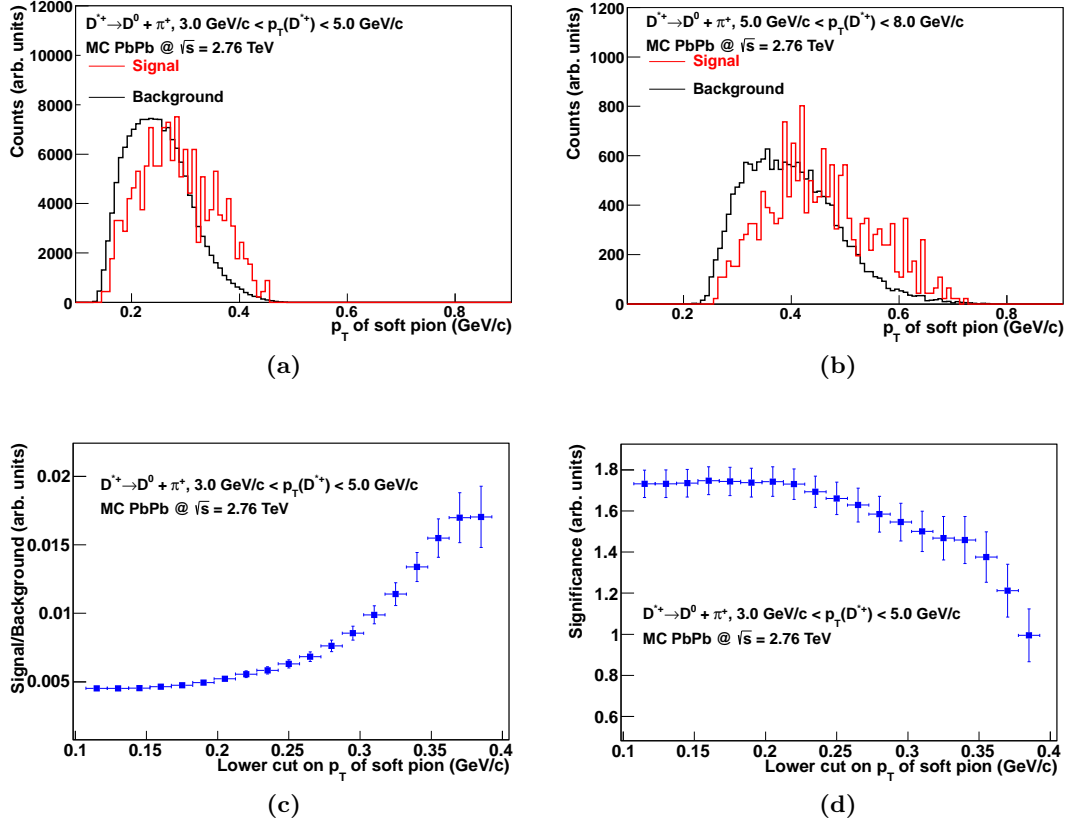 D*+→D0 + π+, 3.0 GeV/c < pT(D*+) < 5.0 GeV/c
MC PbPb @ √s = 2.76 TeV
Signal
Background
Counts (arb. units)
12000
10000
8000
6000
4000
2000
0
0.2 0.4 0.6 0.8
pT of soft pion (GeV/c)
(a)
D*+→D0 + π+, 5.0 GeV/c < pT(D*+) < 8.0 GeV/c
MC PbPb @ √s = 2.76 TeV
Signal
Background
Counts (arb. units)
1200
1000
800
600
400
200
0
0.2 0.4 0.6 0.8
pT of soft pion (GeV/c)
(b)
D*+→D0 + π+, 3.0 GeV/c < pT(D*+) < 5.0 GeV/c
MC PbPb @ √s = 2.76 TeV
Signal/Background (arb. units)
0.02
0.015
0.01
0.005
0.1 0.15 0.2 0.25 0.3 0.35 0.4
Lower cut on pT of soft pion (GeV/c)
(c)
Significance (arb. units)
1.8
1.6
1.4
1.2
1
0.8
0.6
D*+→D0 + π+, 3.0 GeV/c < pT(D*+) < 5.0 GeV/c
MC PbPb @ √s = 2.76 TeV
0.1 0.15 0.2 0.25 0.3 0.35 0.4
Lower cut on pT of soft pion (GeV/c)
(d)